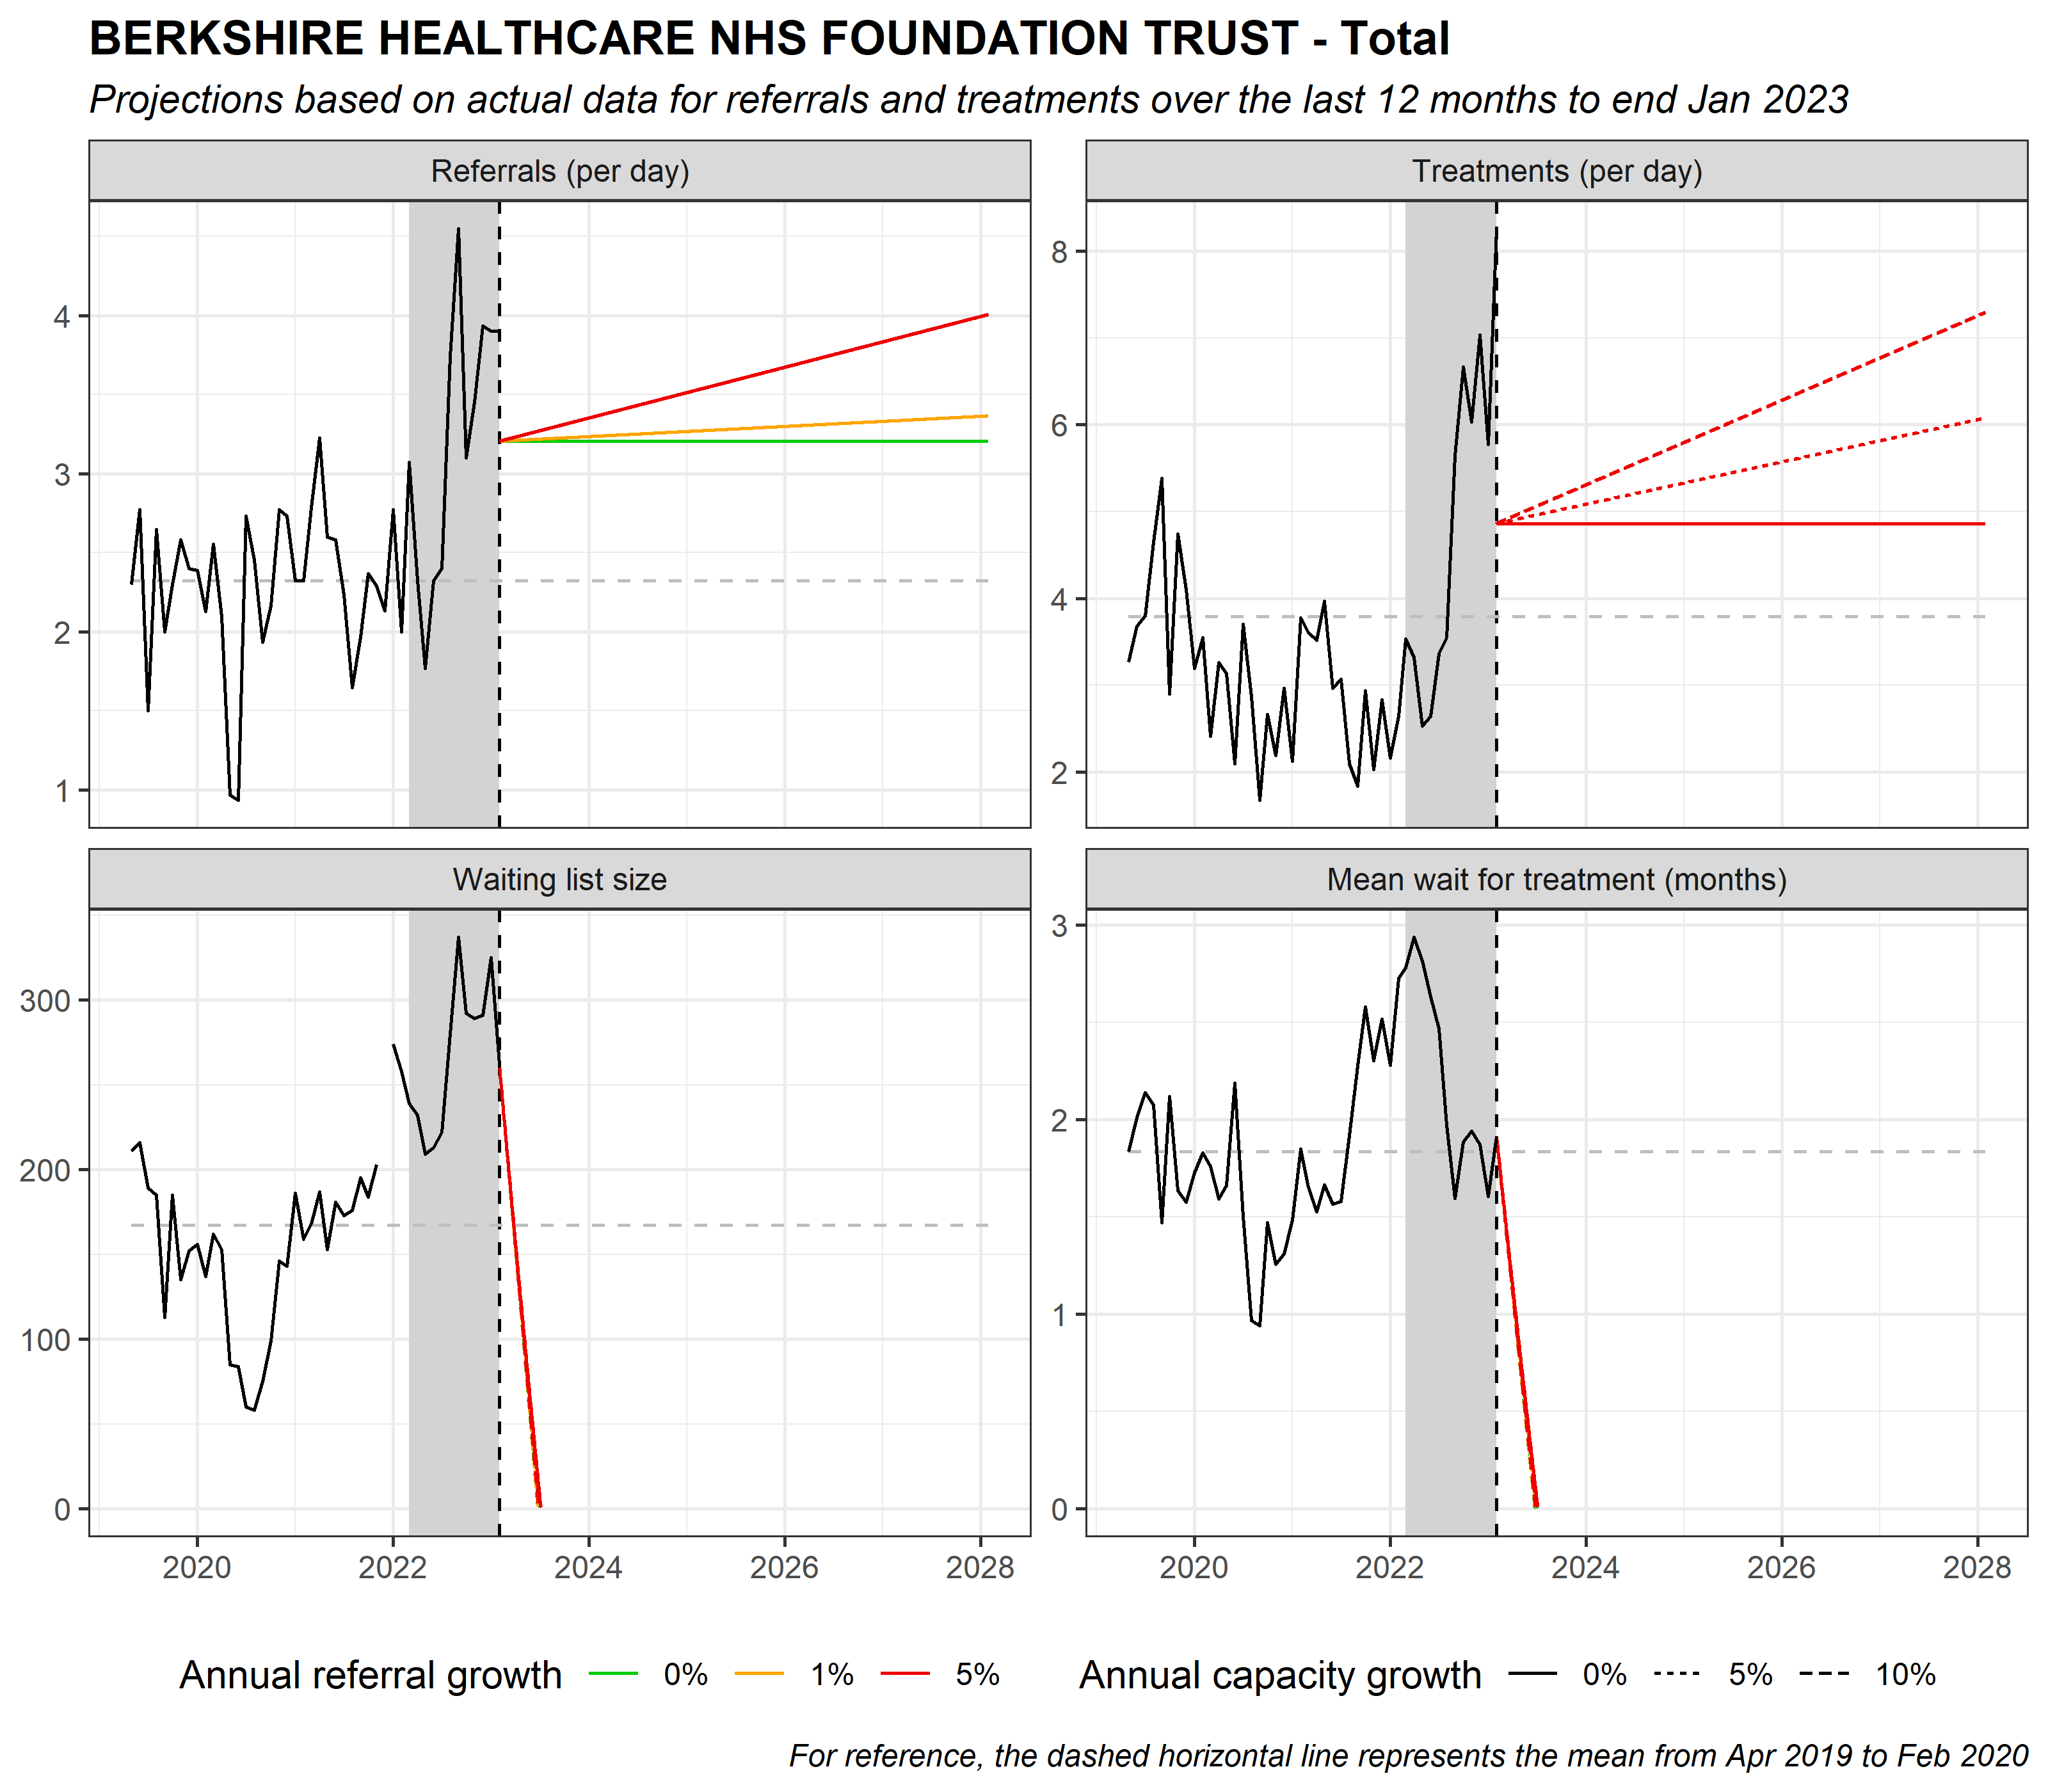 BERKSHIRE HEALTHCARE NHS FOUNDATION TRUST - Total
Projections based on actual data for referrals and treatments over the last 12 months to end Jan 2023
Referrals (per day)
4
3
2
1
Treatments (per day)
8
6
4
2
Waiting list size
300
200
100
0
2020 2022 2024 2026 2028
Mean wait for treatment (months)
3
2
1
0
2020 2022 2024 2026 2028
Annual referral growth 0% 1% 5%
Annual capacity growth 0% 5% 10%
For reference, the dashed horizontal line represents the mean from Apr 2019 to Feb 2020